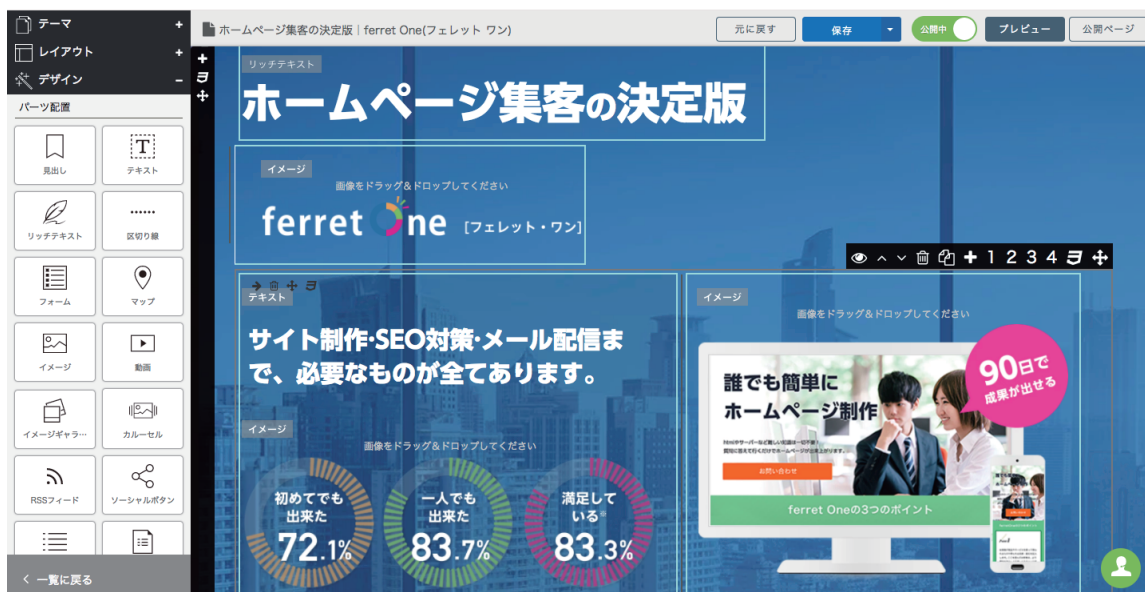 テーマ
レイアウト
デザイン
パーツ配置
見出し
テキスト
リッチテキスト
区切り線
フォーム
マップ
イメージ
動画
イメージギャラ…
カルーセル
RSSフィード
ソーシャルボタン
一覧に戻る
ホームページ集客の決定版 | ferret One(フェレット ワン)
元に戻す
保存
公開中
プレビュー
公開ページ
リッチテキスト
ホームページ集客の決定版
イメージ
画像をドラッグ&ドロップしてください
ferret One [フェレット・ワン]
1 2 3 4
テキスト
サイト制作・SEO対策・メール配信ま
で、必要なものが全てあります。
イメージ
画像をドラッグ&ドロップしてください
初めてでも
出来た
72.1%
一人でも
出来た
83.7%
満足して
いる※
83.3%
イメージ
画像をドラッグ&ドロップしてください
90日で
成果が出せる
誰でも簡単に
ホームページ制作
お問い合わせ
ferret Oneの3つのポイント